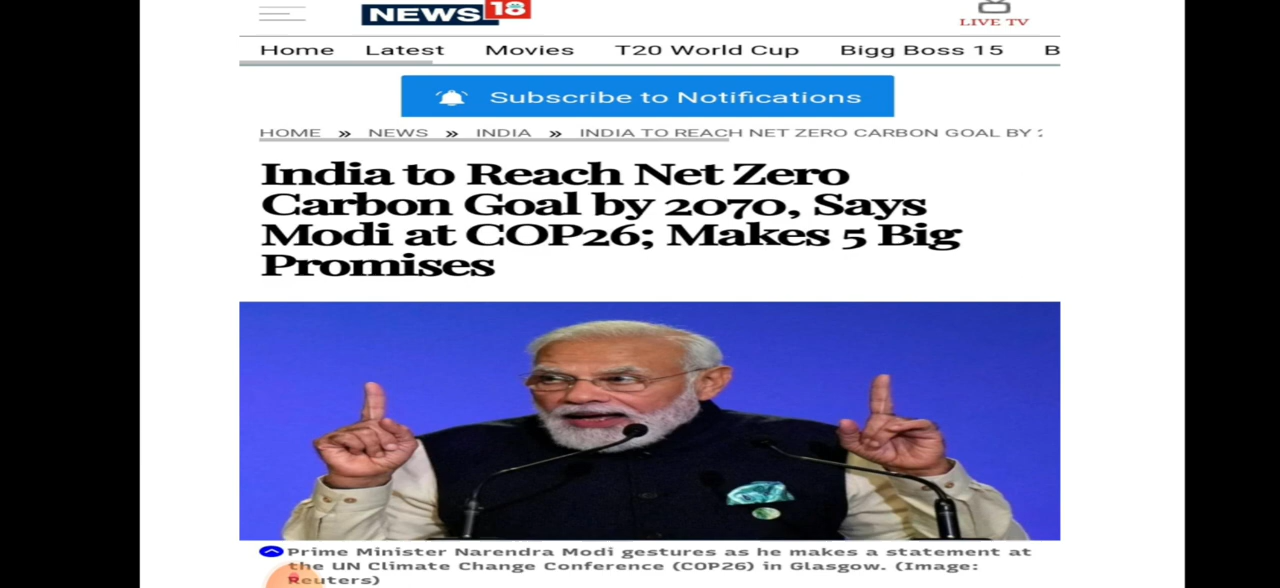 NEWS 18
LIVE TV
Home Latest Movies T20 World Cup Bigg Boss 15 B
Subscribe to Notifications
HOME » NEWS » INDIA » INDIA TO REACH NET ZERO CARBON GOAL BY
India to Reach Net Zero
Carbon Goal by 2070, Says
Modi at COP26; Makes 5 Big
Promises
Prime Minister Narendra Modi gestures as he makes a statement at
the UN Climate Change Conference (COP26) in Glasgow. (Image:
Reuters)